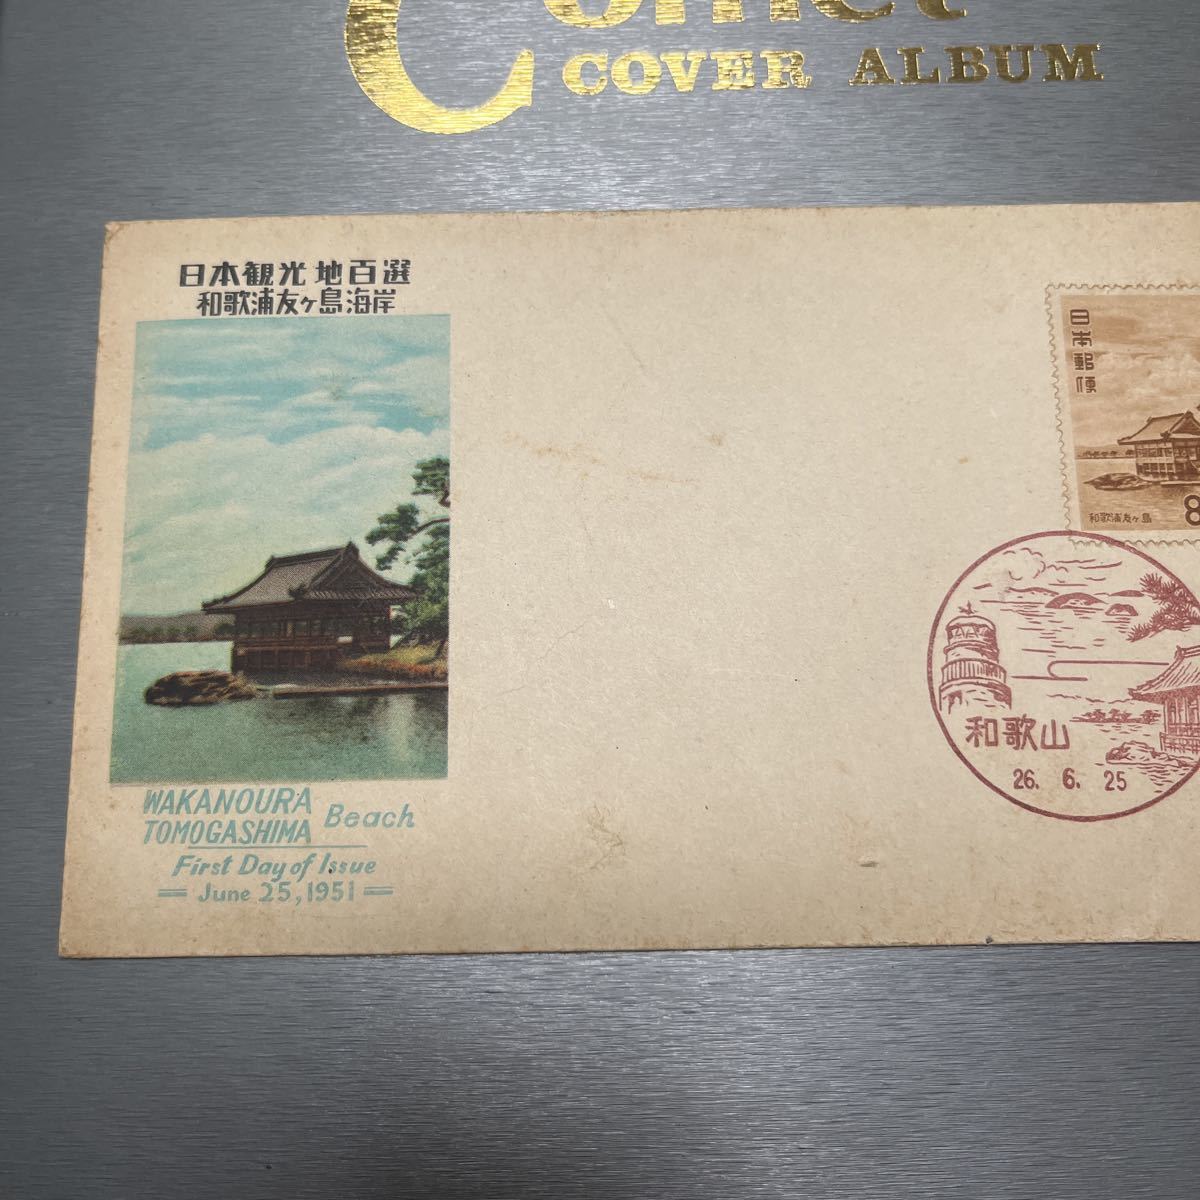 Comet
COVER ALBUM
日本観光地百選
和歌浦友ヶ島海岸
日本郵便
和歌浦友ヶ島
8
和歌山
26. 6. 25
WAKANOURA
TOMOGASHIMA Beach
First Day of Issue
June 25, 1951